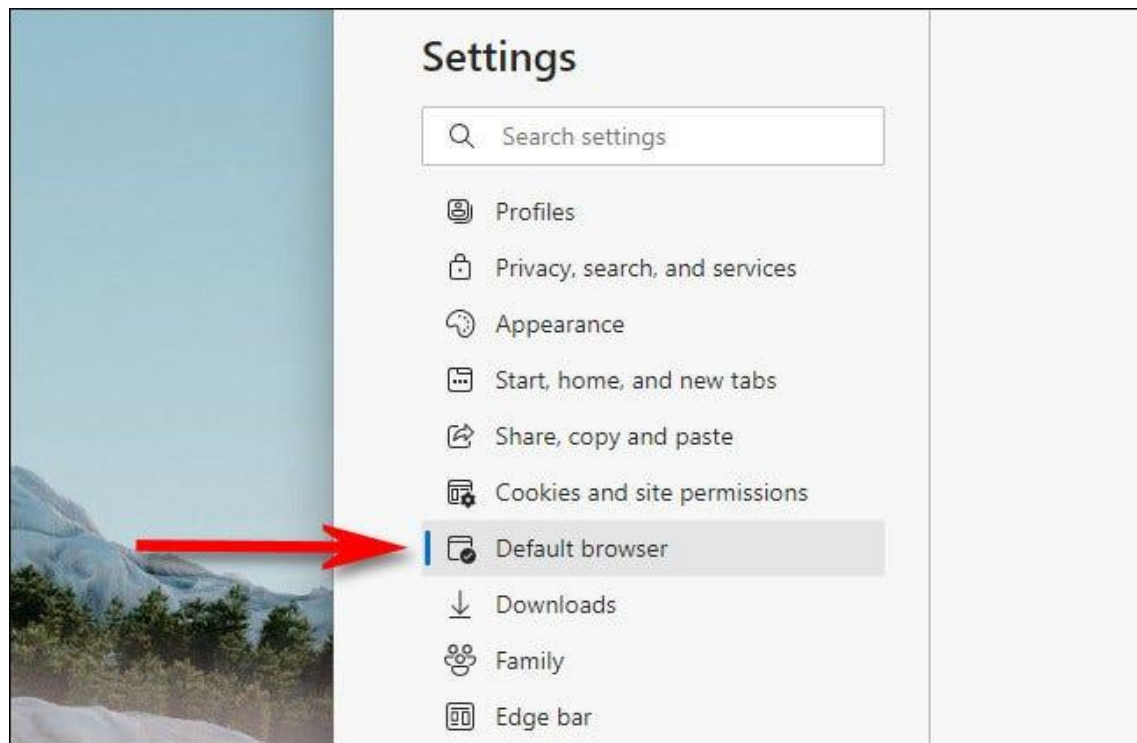 Settings
Search settings
Profiles
Privacy, search, and services
Appearance
Start, home, and new tabs
Share, copy and paste
Cookies and site permissions
Default browser
Downloads
Family
Edge bar